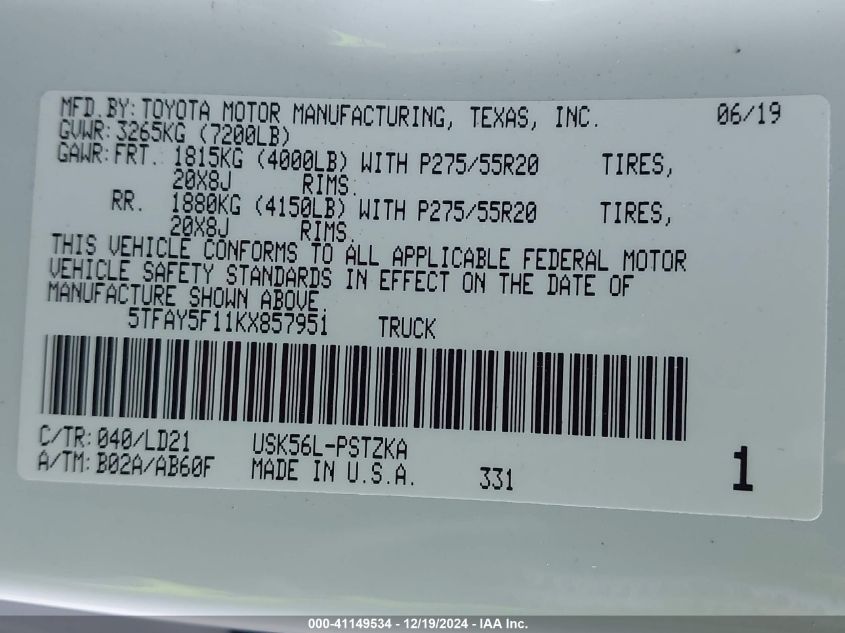 MFD.BY: TOYOTA MOTOR MANUFACTURING, TEXAS, INC. 06/19
GVWR: 3265KG (7200LB)
GAWR: FRT. 1815KG (4000LB) WITH P275/55R20 TIRES,
20X8J RIMS.
RR. 1880KG (4150LB) WITH P275/55R20 TIRES,
20X8J RIMS.
THIS VEHICLE CONFORMS TO ALL APPLICABLE FEDERAL MOTOR
VEHICLE SAFETY STANDARDS IN EFFECT ON THE DATE OF
MANUFACTURE SHOWN ABOVE.
5TFAY5F11KX857951 TRUCK
C/TR: 040/LD21 USK56L-PSTZKA
A/TM: B02A/AB60F MADE IN U.S.A. 331 1
000-41149534 - 12/19/2024 - IAA Inc.